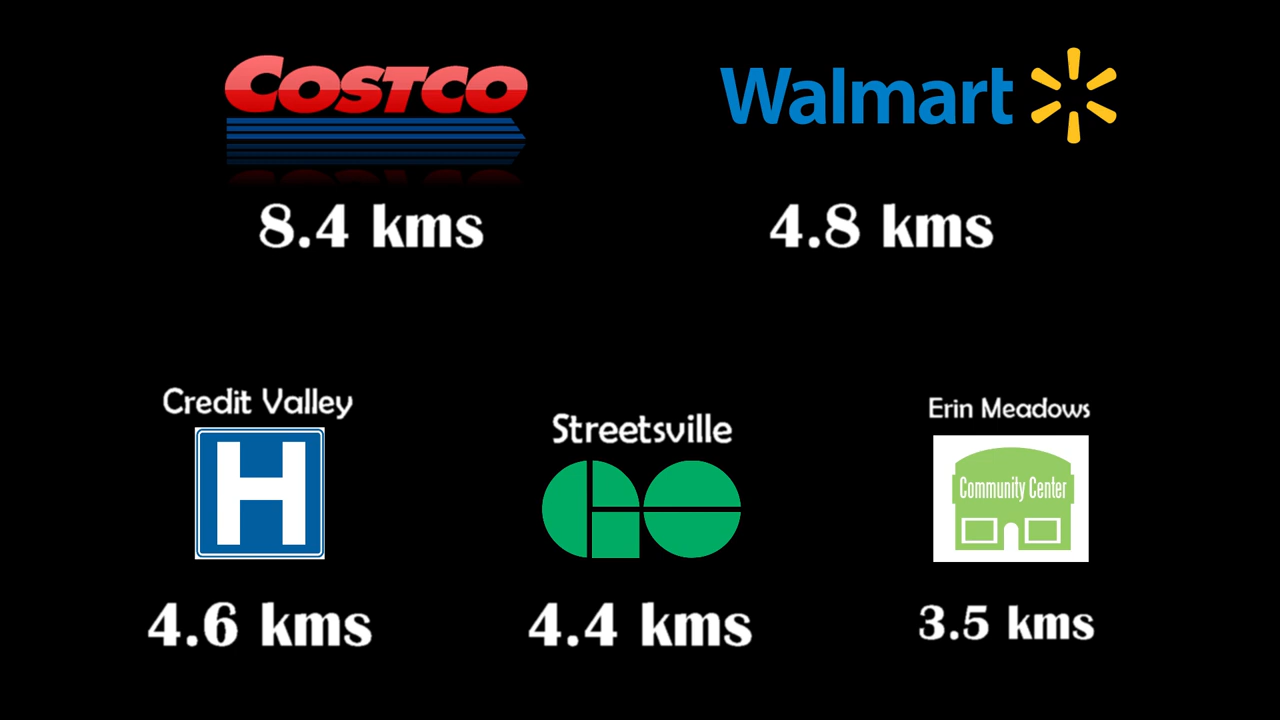 COSTCO
Walmart
8.4 kms
4.8 kms
Credit Valley
Streetsville
Erin Meadows
H
GO
Community Center
4.6 kms
4.4 kms
3.5 kms